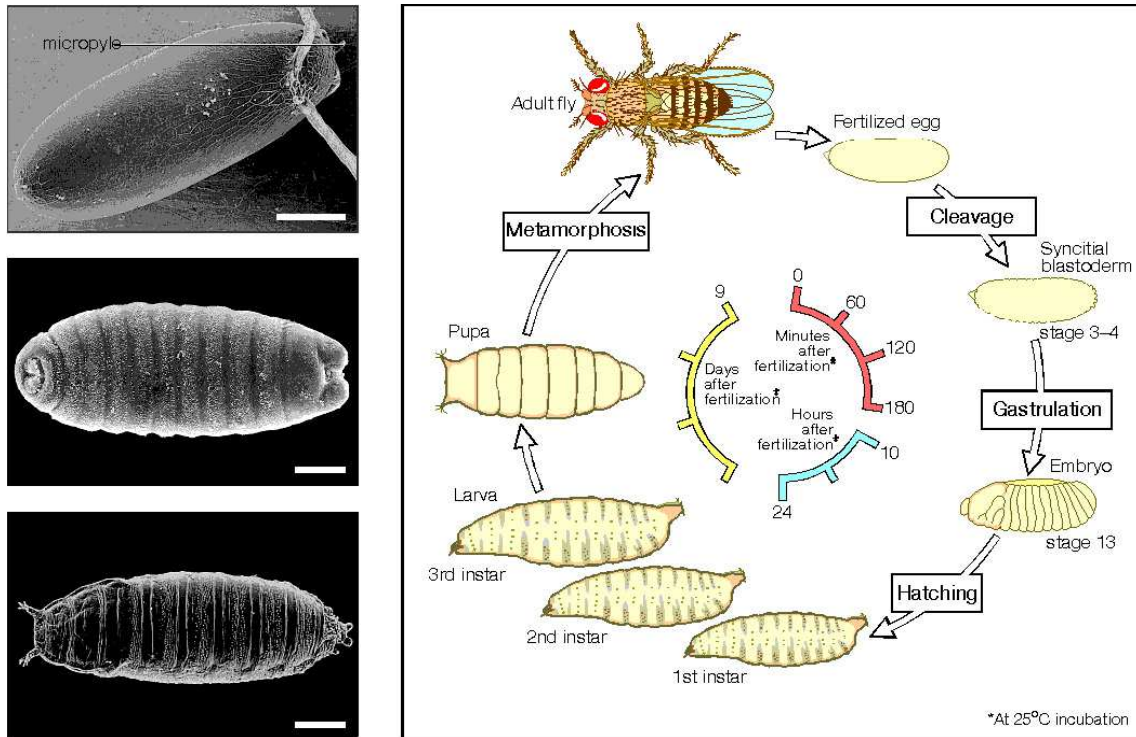 micropyle
Adult fly
Fertilized egg
Cleavage
Syncitial
blastoderm
stage 3–4
Gastrulation
Embryo
stage 13
Hatching
1st instar
2nd instar
3rd instar
Larva
Pupa
Metamorphosis
0
60
120
180
Minutes
after
fertilization*
Hours
after
fertilization*
10
24
9
Days
after
fertilization*
*At 25°C incubation